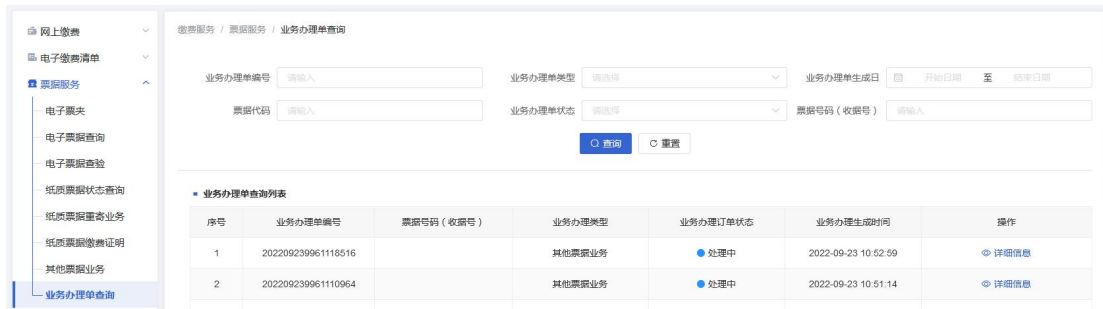 网上缴费
电子缴费清单
票据服务
电子票夹
电子票据查询
电子票据查验
纸质票据状态查询
纸质票据重寄业务
纸质票据缴费证明
其他票据业务
业务办理单查询
缴费服务 / 票据服务 / 业务办理单查询
业务办理单编号 请输入 业务办理单类型 请选择 业务办理单生成日 开始日期 至 结束日期
票据代码 请输入 业务办理单状态 请选择 票据号码（收据号） 请输入
查询 重置
业务办理单查询列表
序号 业务办理单编号 票据号码（收据号） 业务办理类型 业务办理订单状态 业务办理生成时间 操作
1 202209239961118516 其他票据业务 处理中 2022-09-23 10:52:59 详细信息
2 202209239961110964 其他票据业务 处理中 2022-09-23 10:51:14 详细信息